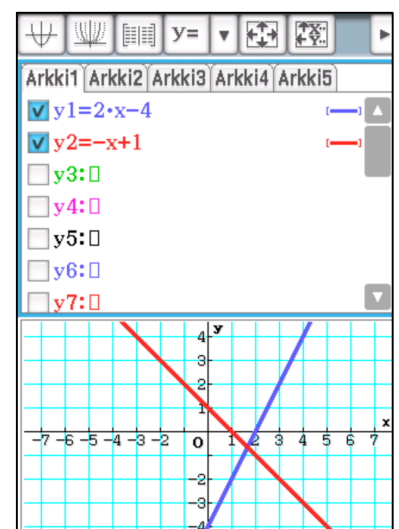 Y=
Arkki1 Arkki2 Arkki3 Arkki4 Arkki5
y1=2·x−4
y2=−x+1
y3:▯
y4:▯
y5:▯
y6:▯
y7:▯
y
4
3
2
1
x
-7 -6 -5 -4 -3 -2 O 1 2 3 4 5 6 7
-2
-3
-4